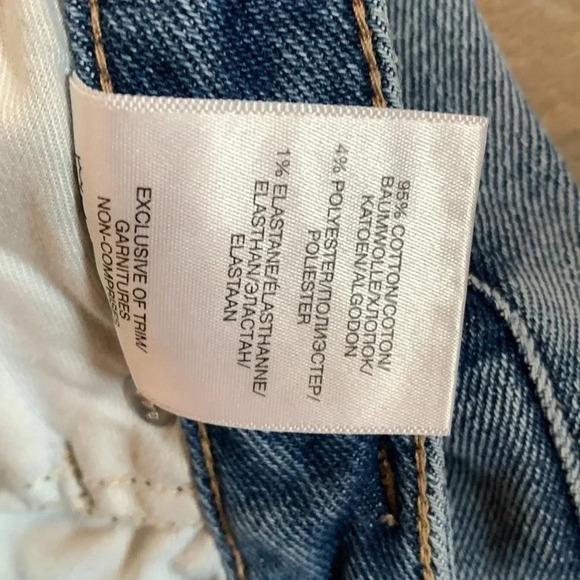 95% COTTON/COTON/
BAUMWOLLE/ХЛОПОК/
KATOEN/ALGODON
4% POLYESTER/ПОЛИЭСТЕР/
POLIESTER
1% ELASTANE/ELASTHANNE/
ELASTHAN/ЭЛАСТАН/
ELASTAAN
EXCLUSIVE OF TRIM/
GARNITURES
NON-COMPRISES